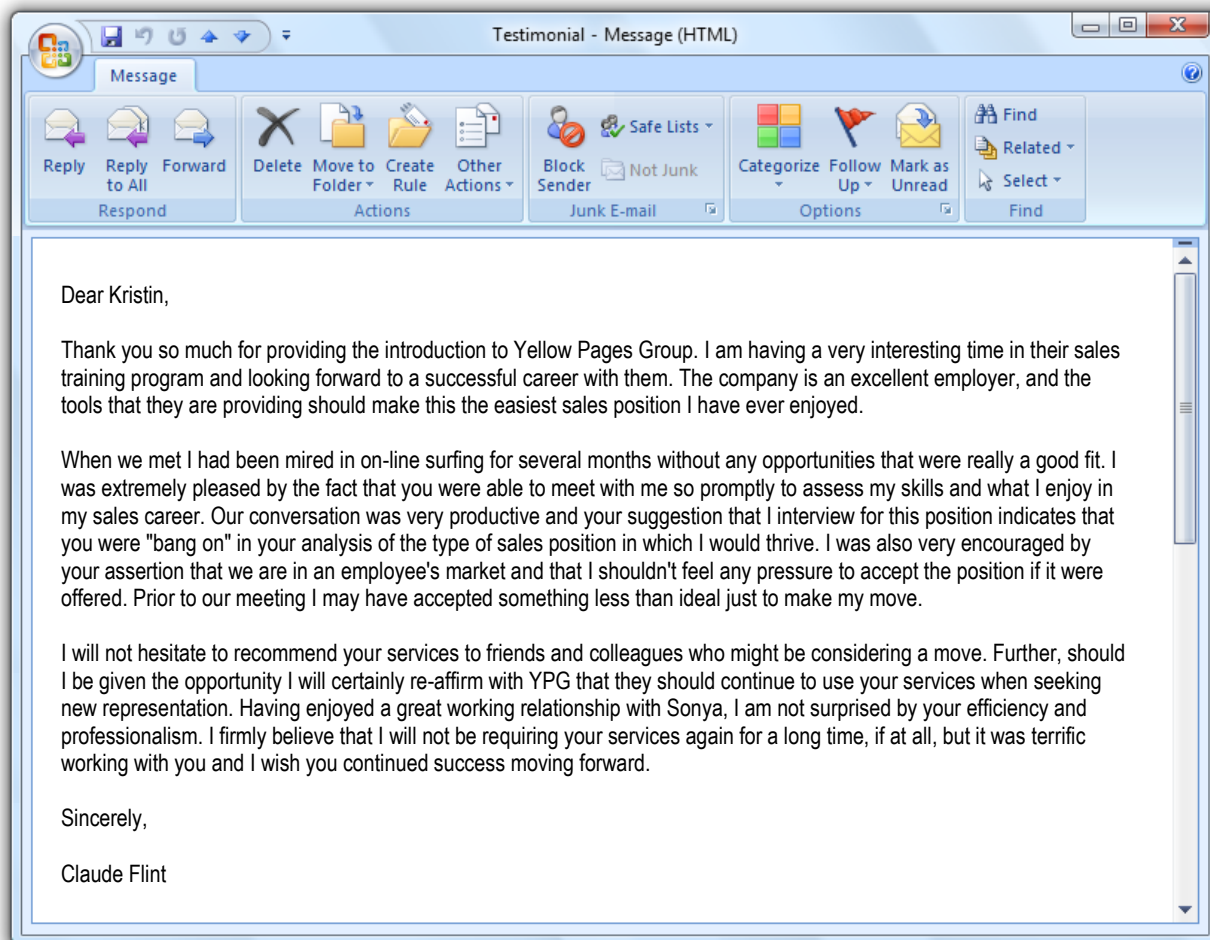 Testimonial - Message (HTML)
Message
Reply
Reply to All
Forward
Respond
Delete
Move to Folder
Create Rule
Other Actions
Actions
Block Sender
Safe Lists
Not Junk
Junk E-mail
Categorize
Follow Up
Mark as Unread
Options
Find
Related
Select
Find
Dear Kristin,
Thank you so much for providing the introduction to Yellow Pages Group. I am having a very interesting time in their sales
training program and looking forward to a successful career with them. The company is an excellent employer, and the
tools that they are providing should make this the easiest sales position I have ever enjoyed.
When we met I had been mired in on-line surfing for several months without any opportunities that were really a good fit. I
was extremely pleased by the fact that you were able to meet with me so promptly to assess my skills and what I enjoy in
my sales career. Our conversation was very productive and your suggestion that I interview for this position indicates that
you were "bang on" in your analysis of the type of sales position in which I would thrive. I was also very encouraged by
your assertion that we are in an employee's market and that I shouldn't feel any pressure to accept the position if it were
offered. Prior to our meeting I may have accepted something less than ideal just to make my move.
I will not hesitate to recommend your services to friends and colleagues who might be considering a move. Further, should
I be given the opportunity I will certainly re-affirm with YPG that they should continue to use your services when seeking
new representation. Having enjoyed a great working relationship with Sonya, I am not surprised by your efficiency and
professionalism. I firmly believe that I will not be requiring your services again for a long time, if at all, but it was terrific
working with you and I wish you continued success moving forward.
Sincerely,
Claude Flint